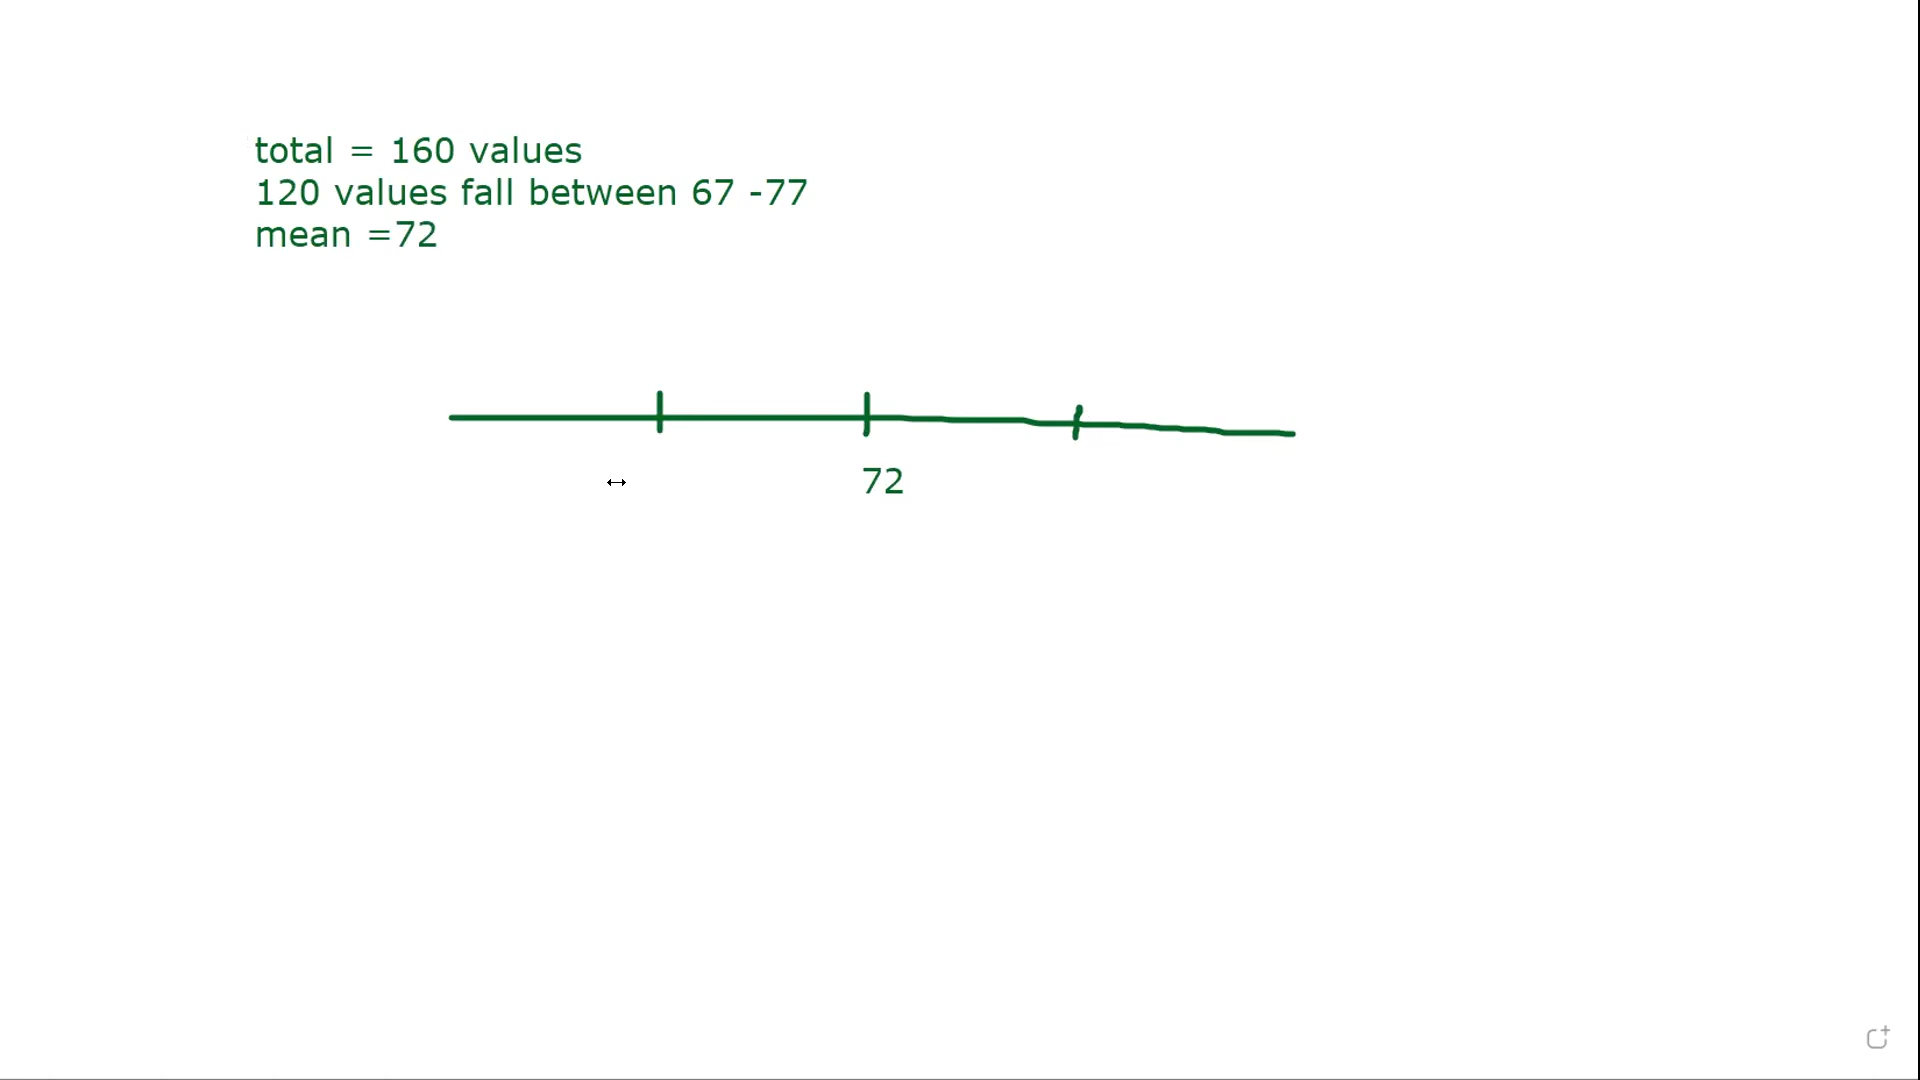 total = 160 values
120 values fall between 67 -77
mean =72
72